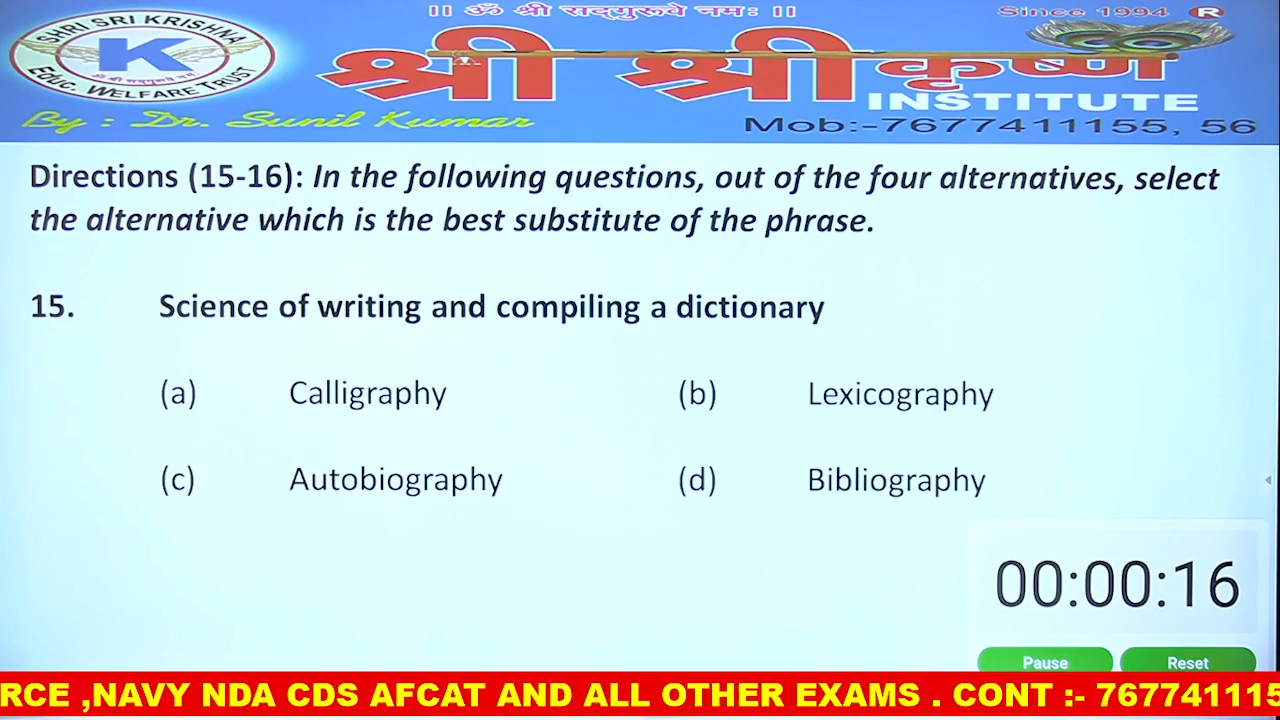 || ॐ श्री सद्गुरूवे नमः ||
Since 1994 ®
SHRI SRI KRISHNA
K
ॐ श्री सद्गुरूवे नमः
EDUC. WELFARE TRUST
श्री श्री कृष्ण
INSTITUTE
By : Dr. Sunil Kumar
Mob:-7677411155, 56
Directions (15-16): In the following questions, out of the four alternatives, select
the alternative which is the best substitute of the phrase.
15. Science of writing and compiling a dictionary
(a) Calligraphy (b) Lexicography
(c) Autobiography (d) Bibliography
00:00:16
Pause Reset
RCE ,NAVY NDA CDS AFCAT AND ALL OTHER EXAMS . CONT :- 767741115